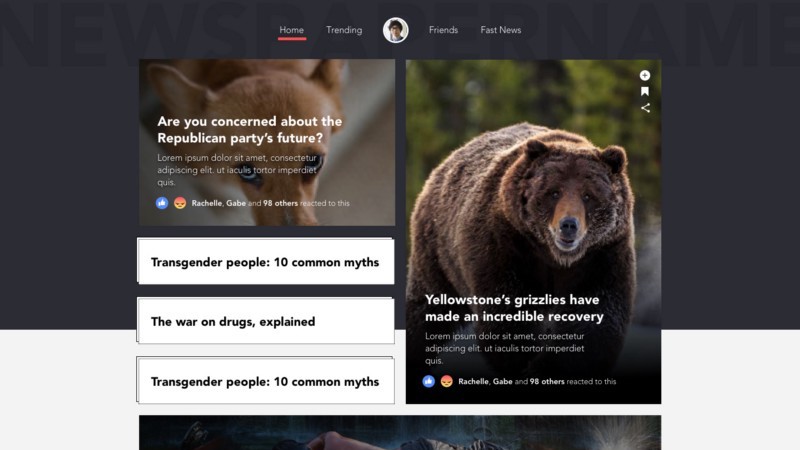 NEWSPAPERNAME
Home
Trending
Friends
Fast News
Are you concerned about the
Republican party’s future?
Lorem ipsum dolor sit amet, consectetur
adipiscing elit. ut iaculis tortor imperdiet
quis.
Rachelle, Gabe and 98 others reacted to this
Transgender people: 10 common myths
The war on drugs, explained
Transgender people: 10 common myths
Yellowstone’s grizzlies have
made an incredible recovery
Lorem ipsum dolor sit amet, consectetur
adipiscing elit. ut iaculis tortor imperdiet
quis.
Rachelle, Gabe and 98 others reacted to this